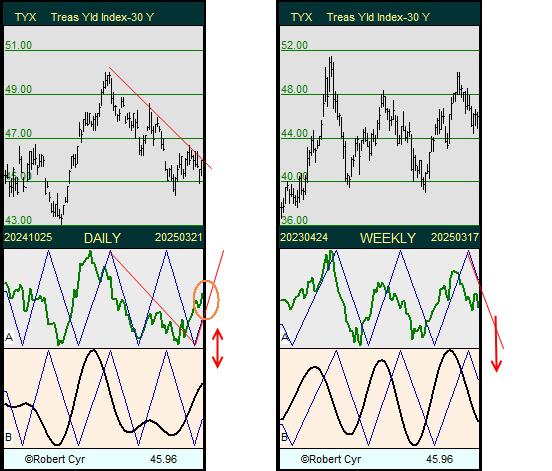 TYX Treas Yld Index-30 Y
51.00
49.00
47.00
45.00
43.00
20241025 DAILY 20250321
A
B
©Robert Cyr 45.96
TYX Treas Yld Index-30 Y
52.00
48.00
44.00
40.00
36.00
20230424 WEEKLY 20250317
A
B
©Robert Cyr 45.96